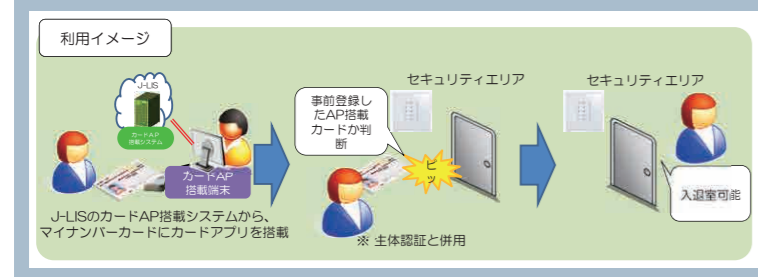 利用イメージ
J-LIS
カードAP
搭載システム
カードAP
搭載端末
J-LISのカードAP搭載システムから、
マイナンバーカードにカードアプリを搭載
事前登録し
たAP搭載
カードか判
断
セキュリティエリア
ピッ
※ 主体認証と併用
セキュリティエリア
入退室可能